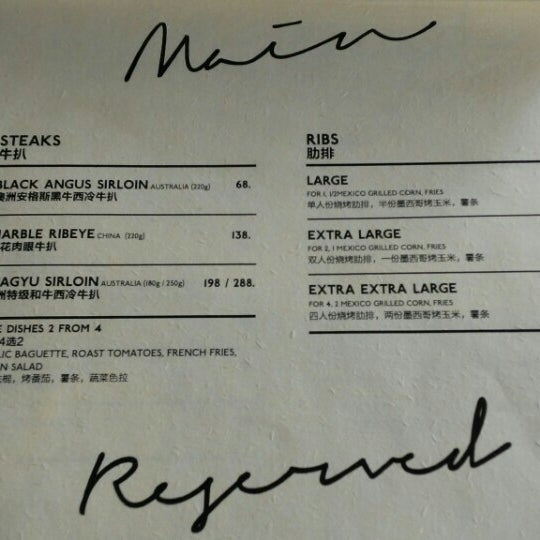 Main
STEAKS
牛扒
BLACK ANGUS SIRLOIN AUSTRALIA (220g) 68.
澳洲安格斯黑牛西冷牛扒
MARBLE RIBEYE CHINA (220g) 138.
花肉眼牛扒
WAGYU SIRLOIN AUSTRALIA (180g / 250g) 198 / 288.
洲特级和牛西冷牛扒
E DISHES 2 FROM 4
4选2
LIC BAGUETTE, ROAST TOMATOES, FRENCH FRIES,
N SALAD
烤番茄，薯条，蔬菜色拉
RIBS
肋排
LARGE
FOR 1, 1/2MEXICO GRILLED CORN, FRIES
单人份烧烤肋排，半份墨西哥烤玉米，薯条
EXTRA LARGE
FOR 2, 1 MEXICO GRILLED CORN, FRIES
双人份烧烤肋排，一份墨西哥烤玉米，薯条
EXTRA EXTRA LARGE
FOR 4, 2 MEXICO GRILLED CORN, FRIES
四人份烧烤肋排，两份墨西哥烤玉米，薯条
Reserved